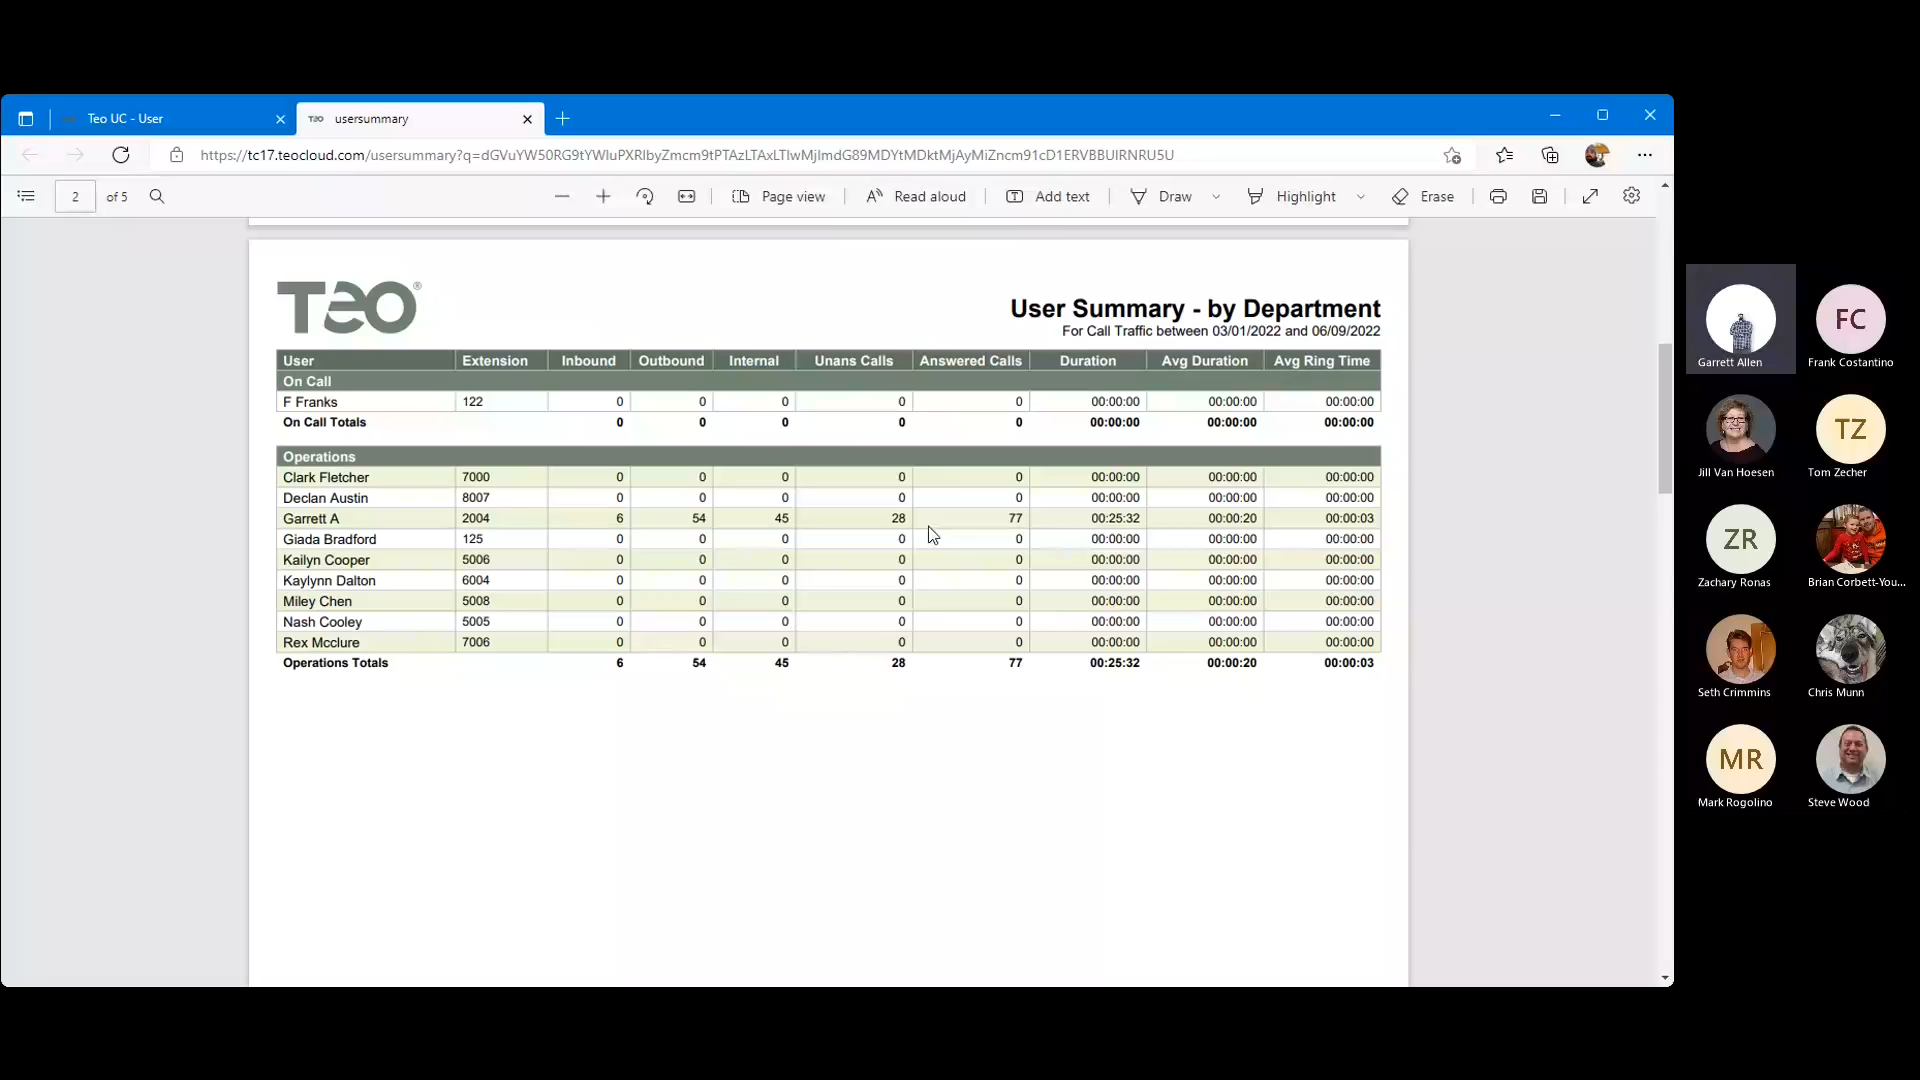 Teo UC - User
TEO usersummary
https://tc17.teocloud.com/usersummary?q=dGVuYW50RG9tYWluPXRlbyZmcm9tPTAzLTAxLTIwMjImdG89MDYtMDktMjAyMiZncm91cD1ERVBBUlRNRU5U
2 of 5 Page view A Read aloud Add text Draw Highlight Erase
TEO®
User Summary - by Department
For Call Traffic between 03/01/2022 and 06/09/2022
User Extension Inbound Outbound Internal Unans Calls Answered Calls Duration Avg Duration Avg Ring Time
On Call
F Franks 122 0 0 0 0 0 00:00:00 00:00:00 00:00:00
On Call Totals 0 0 0 0 0 00:00:00 00:00:00 00:00:00
Operations
Clark Fletcher 7000 0 0 0 0 0 00:00:00 00:00:00 00:00:00
Declan Austin 8007 0 0 0 0 0 00:00:00 00:00:00 00:00:00
Garrett A 2004 6 54 45 28 77 00:25:32 00:00:20 00:00:03
Giada Bradford 125 0 0 0 0 0 00:00:00 00:00:00 00:00:00
Kailyn Cooper 5006 0 0 0 0 0 00:00:00 00:00:00 00:00:00
Kaylynn Dalton 6004 0 0 0 0 0 00:00:00 00:00:00 00:00:00
Miley Chen 5008 0 0 0 0 0 00:00:00 00:00:00 00:00:00
Nash Cooley 5005 0 0 0 0 0 00:00:00 00:00:00 00:00:00
Rex Mcclure 7006 0 0 0 0 0 00:00:00 00:00:00 00:00:00
Operations Totals 6 54 45 28 77 00:25:32 00:00:20 00:00:03
FC
Garrett Allen Frank Costantino
TZ
Jill Van Hoesen Tom Zecher
ZR
Zachary Ronas Brian Corbett-You...
Seth Crimmins Chris Munn
MR
Mark Rogolino Steve Wood